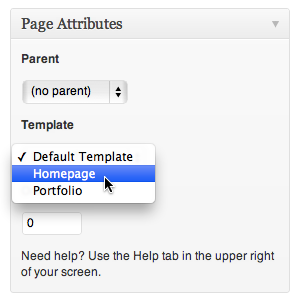 Page Attributes
Parent
(no parent)
Template
✓ Default Template
Homepage
Portfolio
0
Need help? Use the Help tab in the upper right
of your screen.